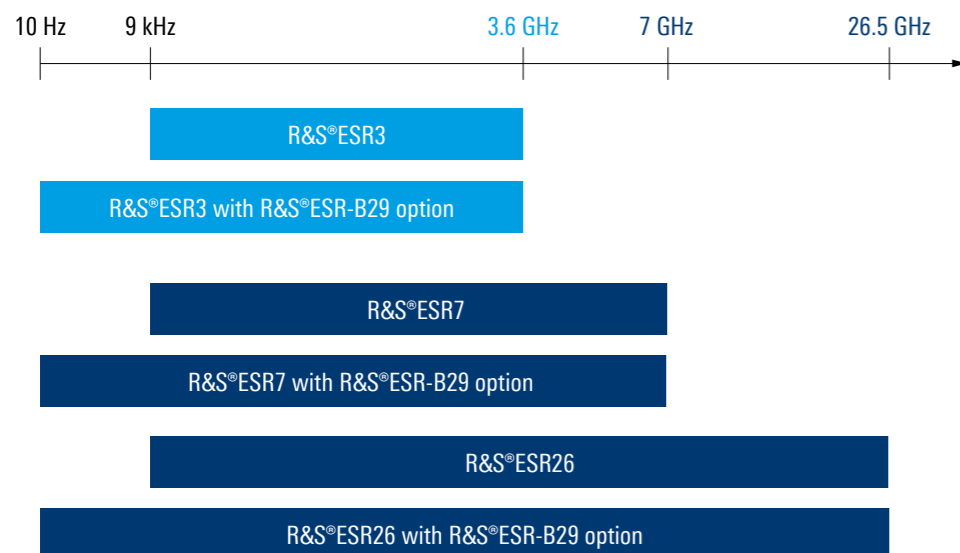 10 Hz 9 kHz 3.6 GHz 7 GHz 26.5 GHz
R&S®ESR3
R&S®ESR3 with R&S®ESR-B29 option
R&S®ESR7
R&S®ESR7 with R&S®ESR-B29 option
R&S®ESR26
R&S®ESR26 with R&S®ESR-B29 option